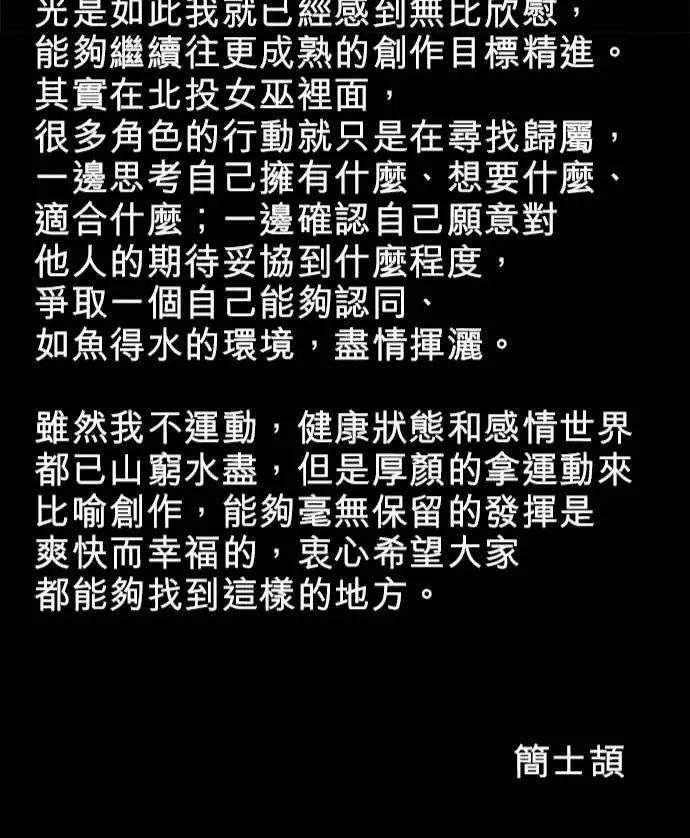 光是如此我就已經感到無比欣慰，
能夠繼續往更成熟的創作目標精進。
其實在北投女巫裡面，
很多角色的行動就只是在尋找歸屬，
一邊思考自己擁有什麼、想要什麼、
適合什麼；一邊確認自己願意對
他人的期待妥協到什麼程度，
爭取一個自己能夠認同、
如魚得水的環境，盡情揮灑。
雖然我不運動，健康狀態和感情世界
都已山窮水盡，但是厚顏的拿運動來
比喻創作，能夠毫無保留的發揮是
爽快而幸福的，衷心希望大家
都能夠找到這樣的地方。
簡士頡